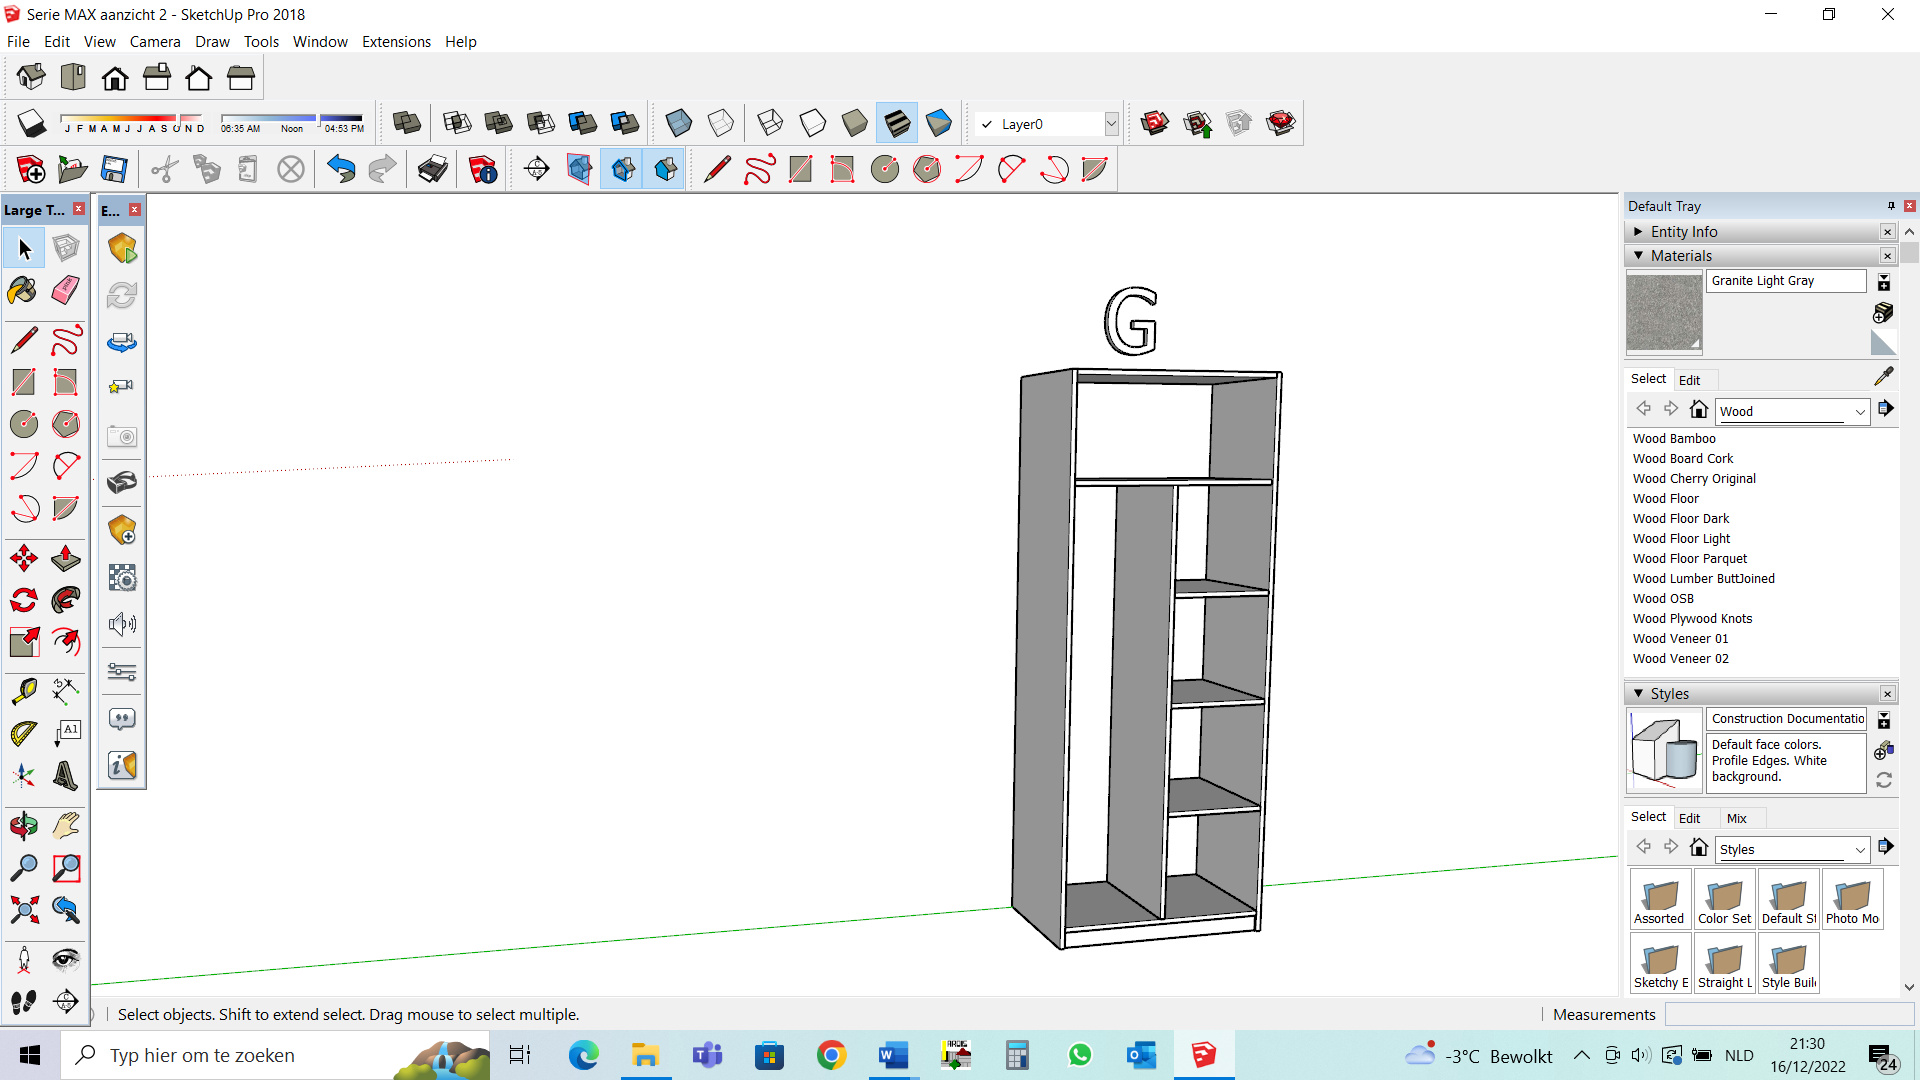 Serie MAX aanzicht 2 - SketchUp Pro 2018
File Edit View Camera Draw Tools Window Extensions Help
J F M A M J J A S O N D
06:35 AM Noon 04:53 PM
Layer0
Large T...
E...
A1
G
Default Tray
Entity Info
Materials
Granite Light Gray
Select Edit
Wood
Wood Bamboo
Wood Board Cork
Wood Cherry Original
Wood Floor
Wood Floor Dark
Wood Floor Light
Wood Floor Parquet
Wood Lumber ButtJoined
Wood OSB
Wood Plywood Knots
Wood Veneer 01
Wood Veneer 02
Styles
Construction Documentatio
Default face colors.
Profile Edges. White
background.
Select Edit Mix
Styles
Assorted Color Set Default St Photo Mo
Sketchy E Straight L Style Buil
Select objects. Shift to extend select. Drag mouse to select multiple.
Measurements
Typ hier om te zoeken
-3°C Bewolkt
NLD
21:30
16/12/2022
24